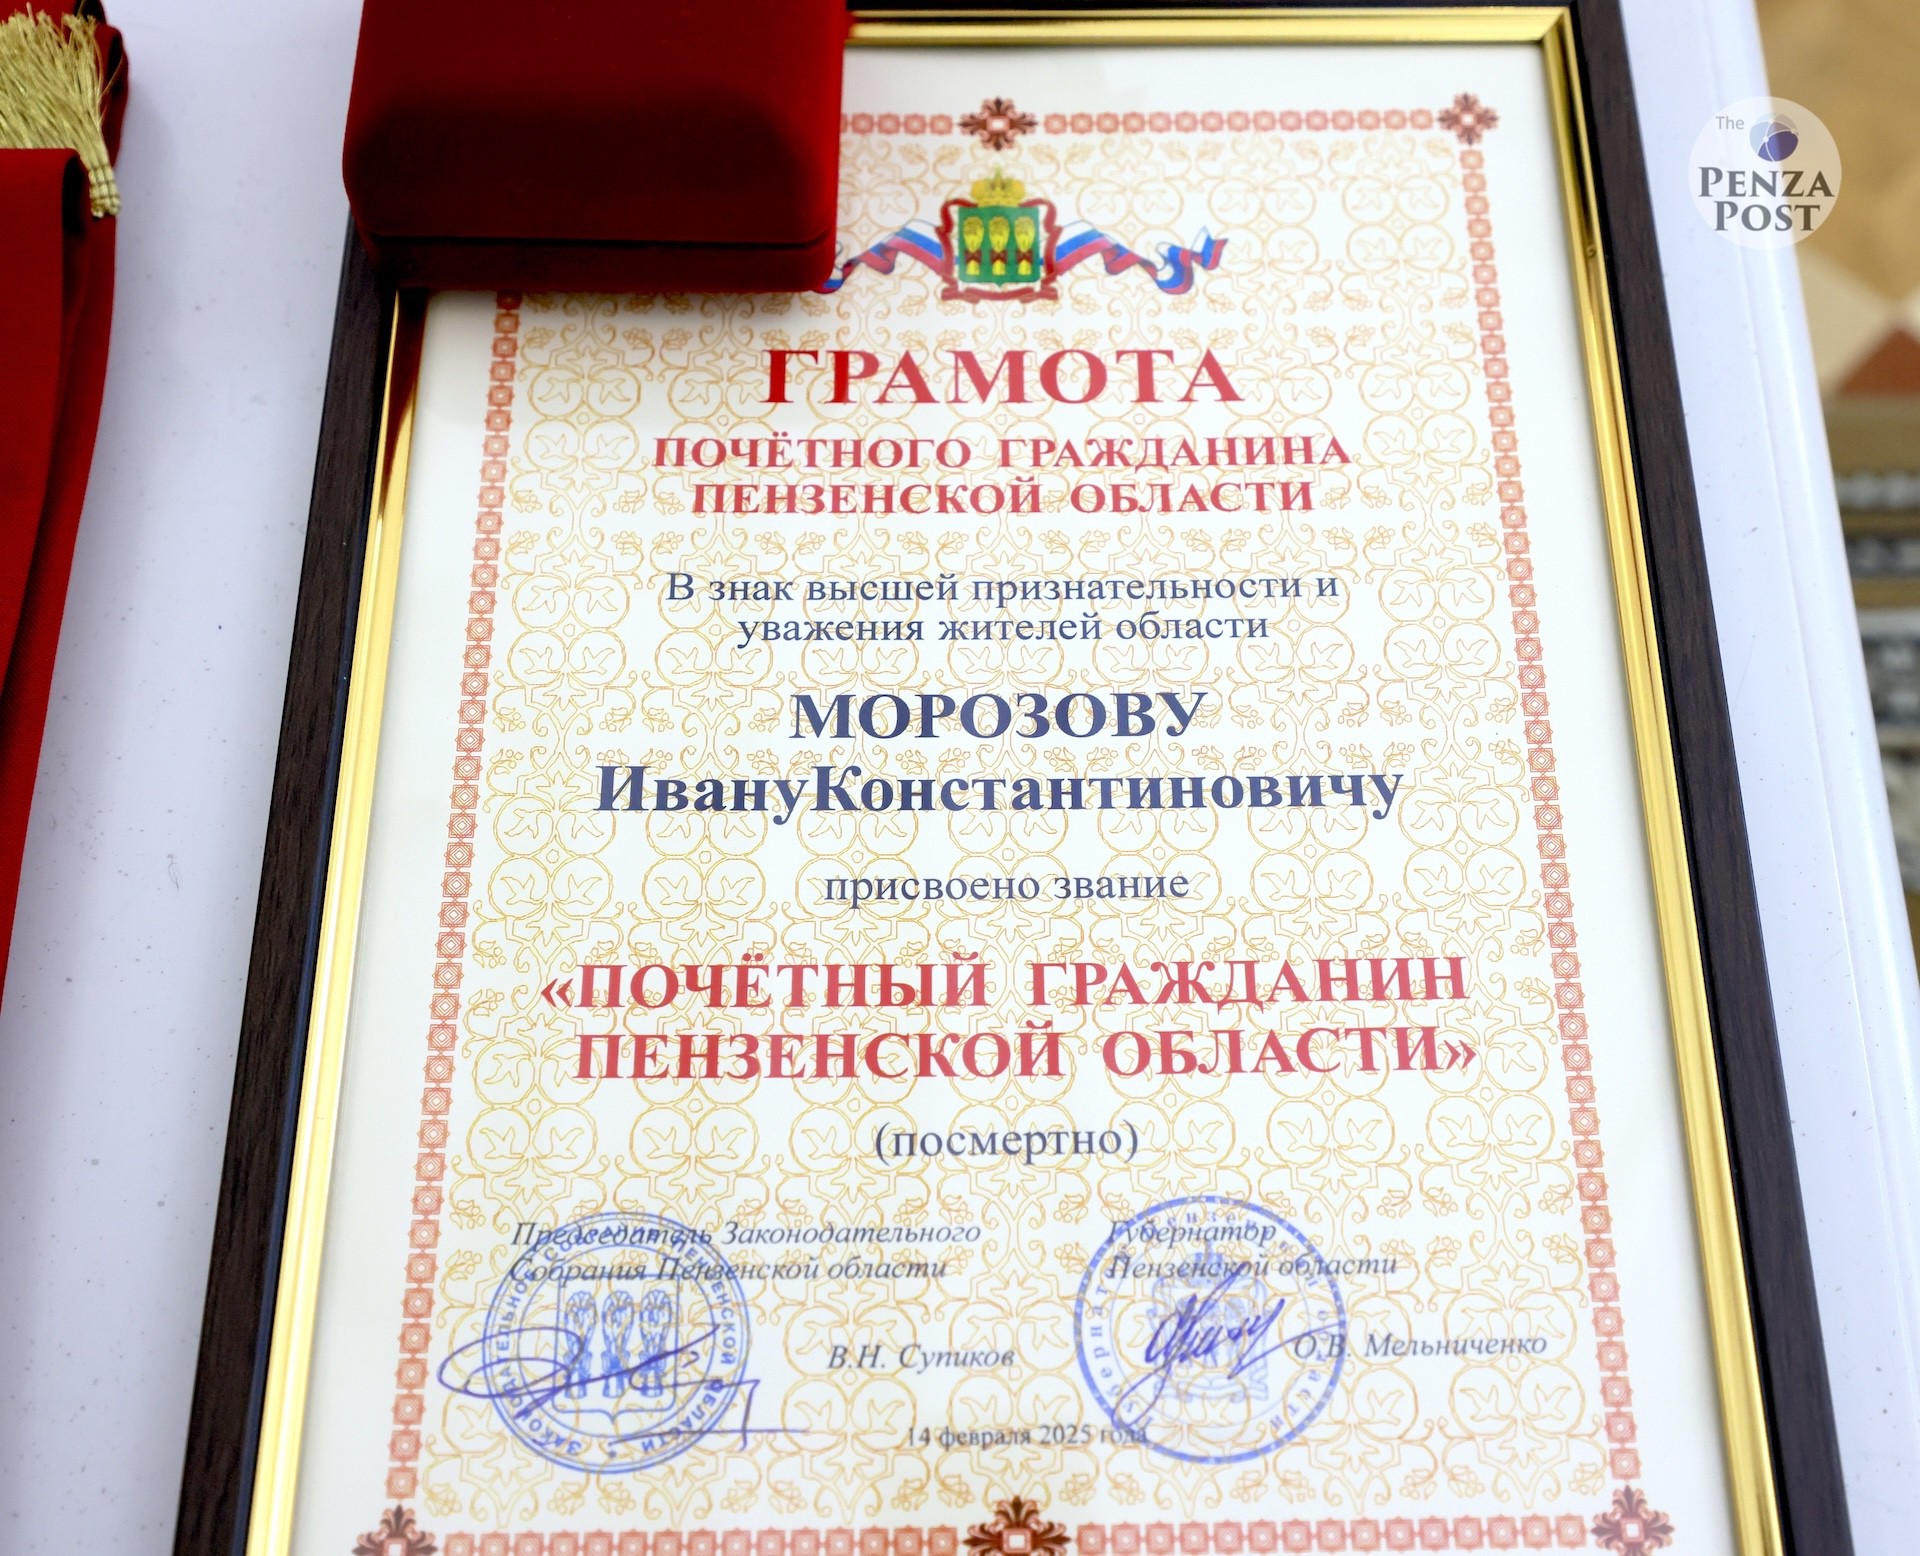 The
PENZA
POST
ГРАМОТА
ПОЧЁТНОГО ГРАЖДАНИНА
ПЕНЗЕНСКОЙ ОБЛАСТИ
В знак высшей признательности и
уважения жителей области
МОРОЗОВУ
ИвануКонстантиновичу
присвоено звание
«ПОЧЁТНЫЙ ГРАЖДАНИН
ПЕНЗЕНСКОЙ ОБЛАСТИ»
(посмертно)
Председатель Законодательного
Собрания Пензенской области
В.Н. Супиков
Губернатор
Пензенской области
О.В. Мельниченко
14 февраля 2025 года